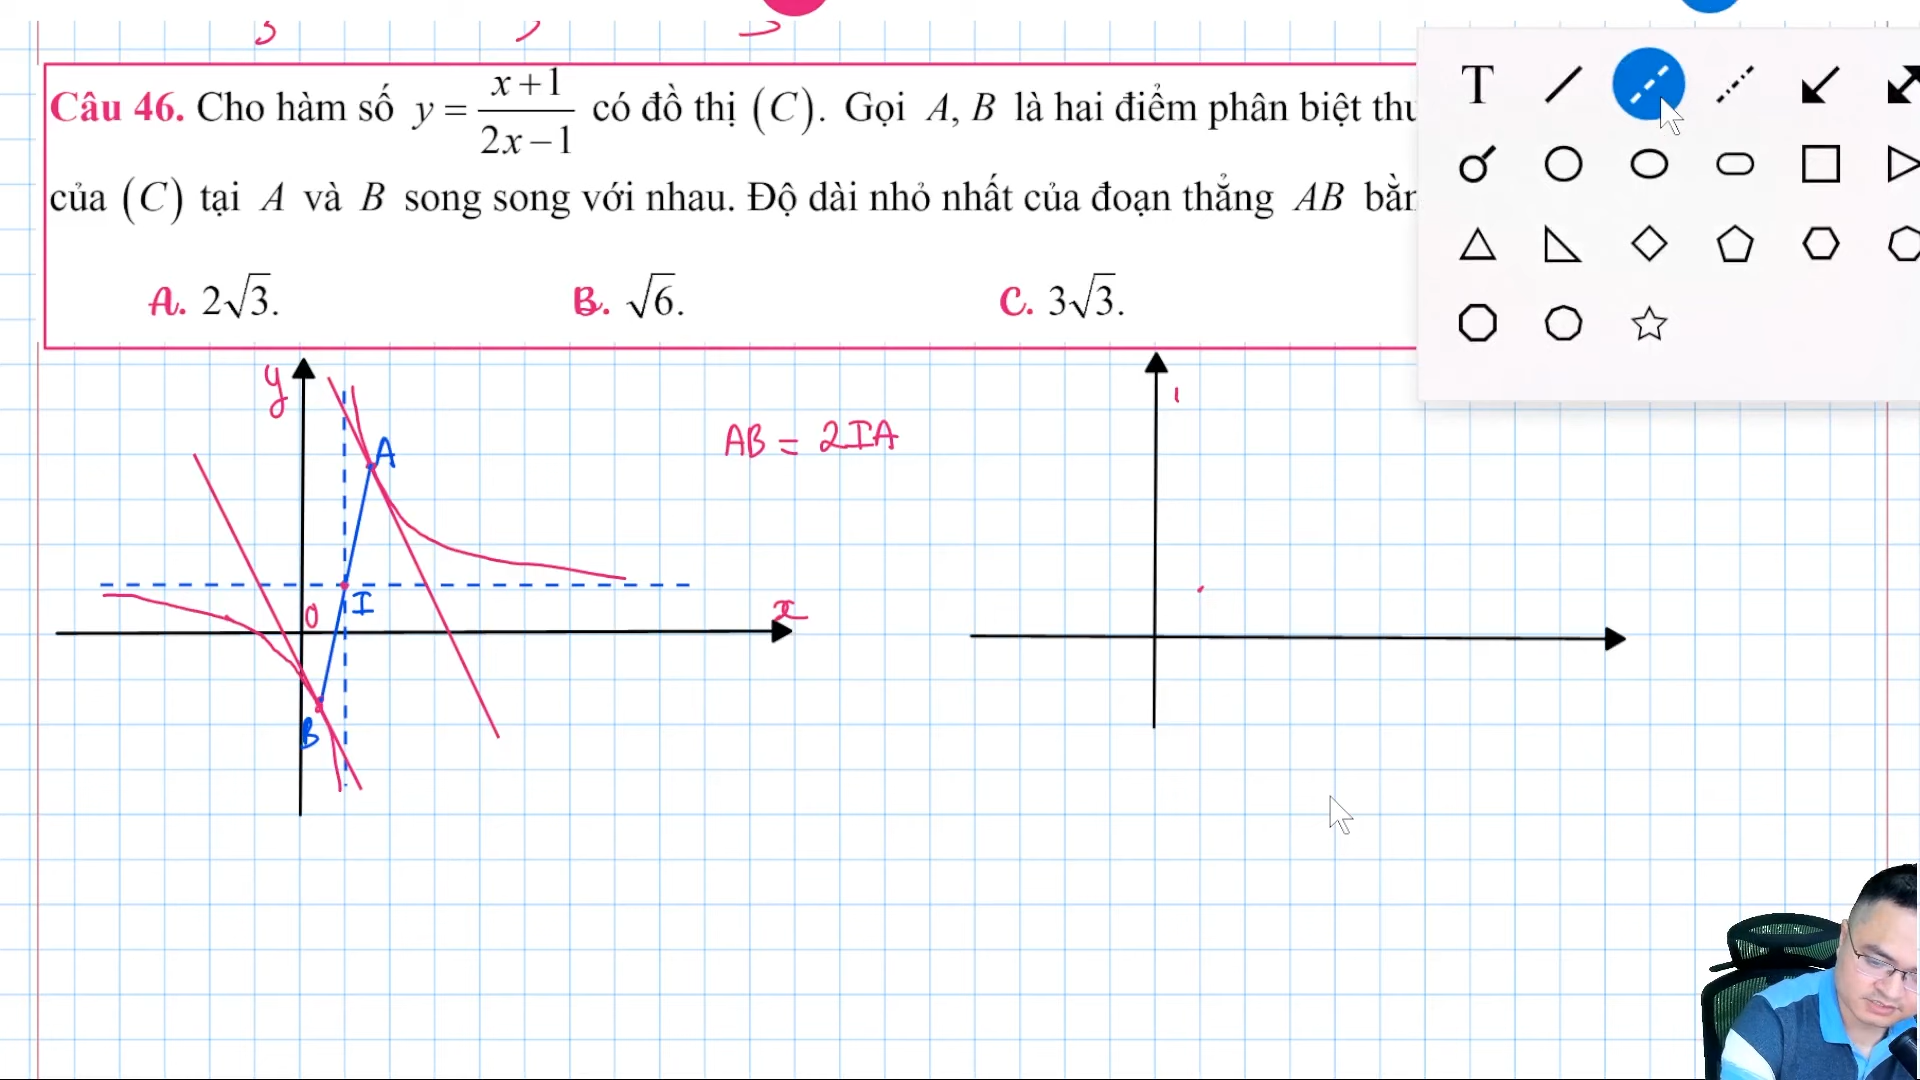 Câu 46. Cho hàm số y = \frac{x+1}{2x-1} có đồ thị (C). Gọi A, B là hai điểm phân biệt thu
của (C) tại A và B song song với nhau. Độ dài nhỏ nhất của đoạn thẳng AB bằn
A. 2√3. B. √6. C. 3√3.
y
AB = 2IA
A
I
O
x
B
T